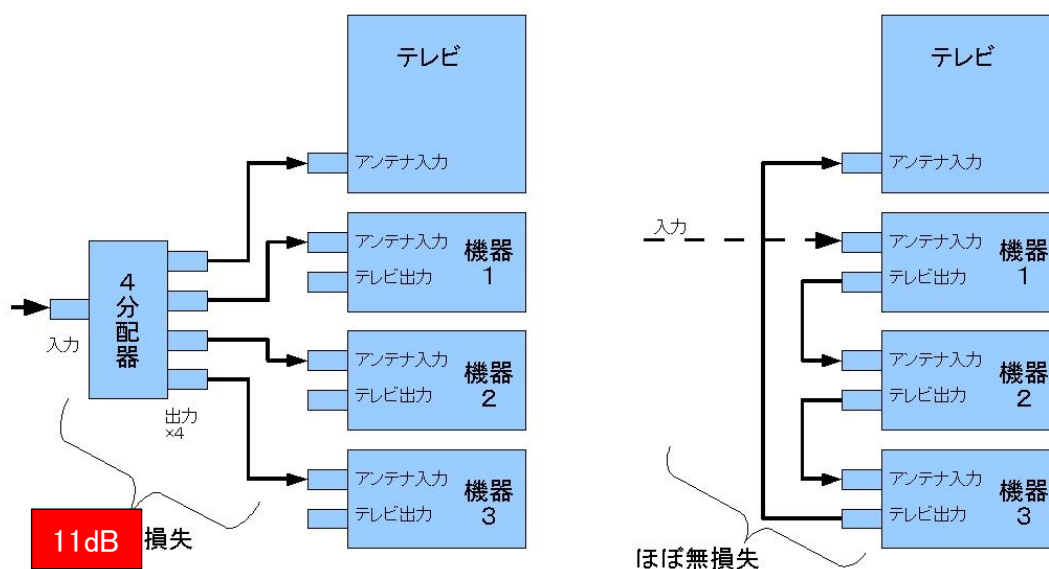 テレビ
アンテナ入力
アンテナ入力
テレビ出力
機器
1
4
分
配
器
入力
出力
×4
アンテナ入力
テレビ出力
機器
2
アンテナ入力
テレビ出力
機器
3
11dB 損失
テレビ
アンテナ入力
入力
アンテナ入力
テレビ出力
機器
1
アンテナ入力
テレビ出力
機器
2
アンテナ入力
テレビ出力
機器
3
ほぼ無損失